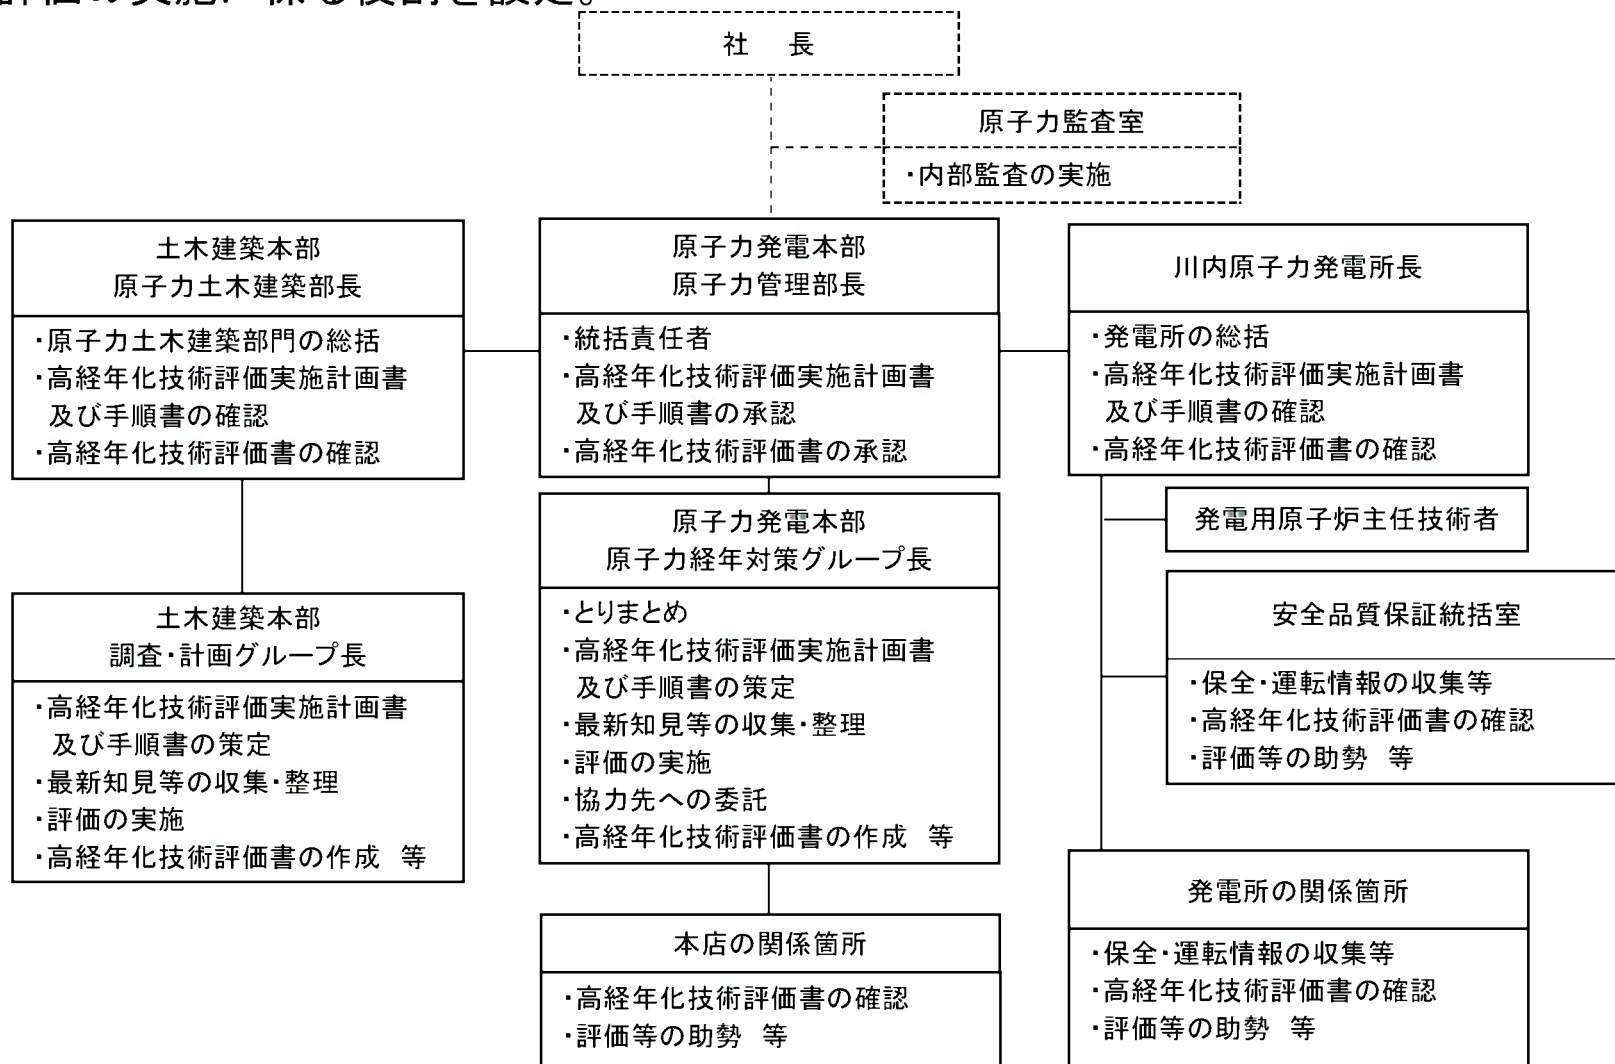 評価の実施に係る役割を設定。
社　長
原子力監査室
・内部監査の実施
土木建築本部
原子力土木建築部長
・原子力土木建築部門の総括
・高経年化技術評価実施計画書
及び手順書の確認
・高経年化技術評価書の確認
原子力発電本部
原子力管理部長
・統括責任者
・高経年化技術評価実施計画書
及び手順書の承認
・高経年化技術評価書の承認
川内原子力発電所長
・発電所の総括
・高経年化技術評価実施計画書
及び手順書の確認
・高経年化技術評価書の確認
発電用原子炉主任技術者
原子力発電本部
原子力経年対策グループ長
・とりまとめ
・高経年化技術評価実施計画書
及び手順書の策定
・最新知見等の収集・整理
・評価の実施
・協力先への委託
・高経年化技術評価書の作成　等
土木建築本部
調査・計画グループ長
・高経年化技術評価実施計画書
及び手順書の策定
・最新知見等の収集・整理
・評価の実施
・高経年化技術評価書の作成　等
安全品質保証統括室
・保全・運転情報の収集等
・高経年化技術評価書の確認
・評価等の助勢　等
本店の関係箇所
・高経年化技術評価書の確認
・評価等の助勢　等
発電所の関係箇所
・保全・運転情報の収集等
・高経年化技術評価書の確認
・評価等の助勢　等